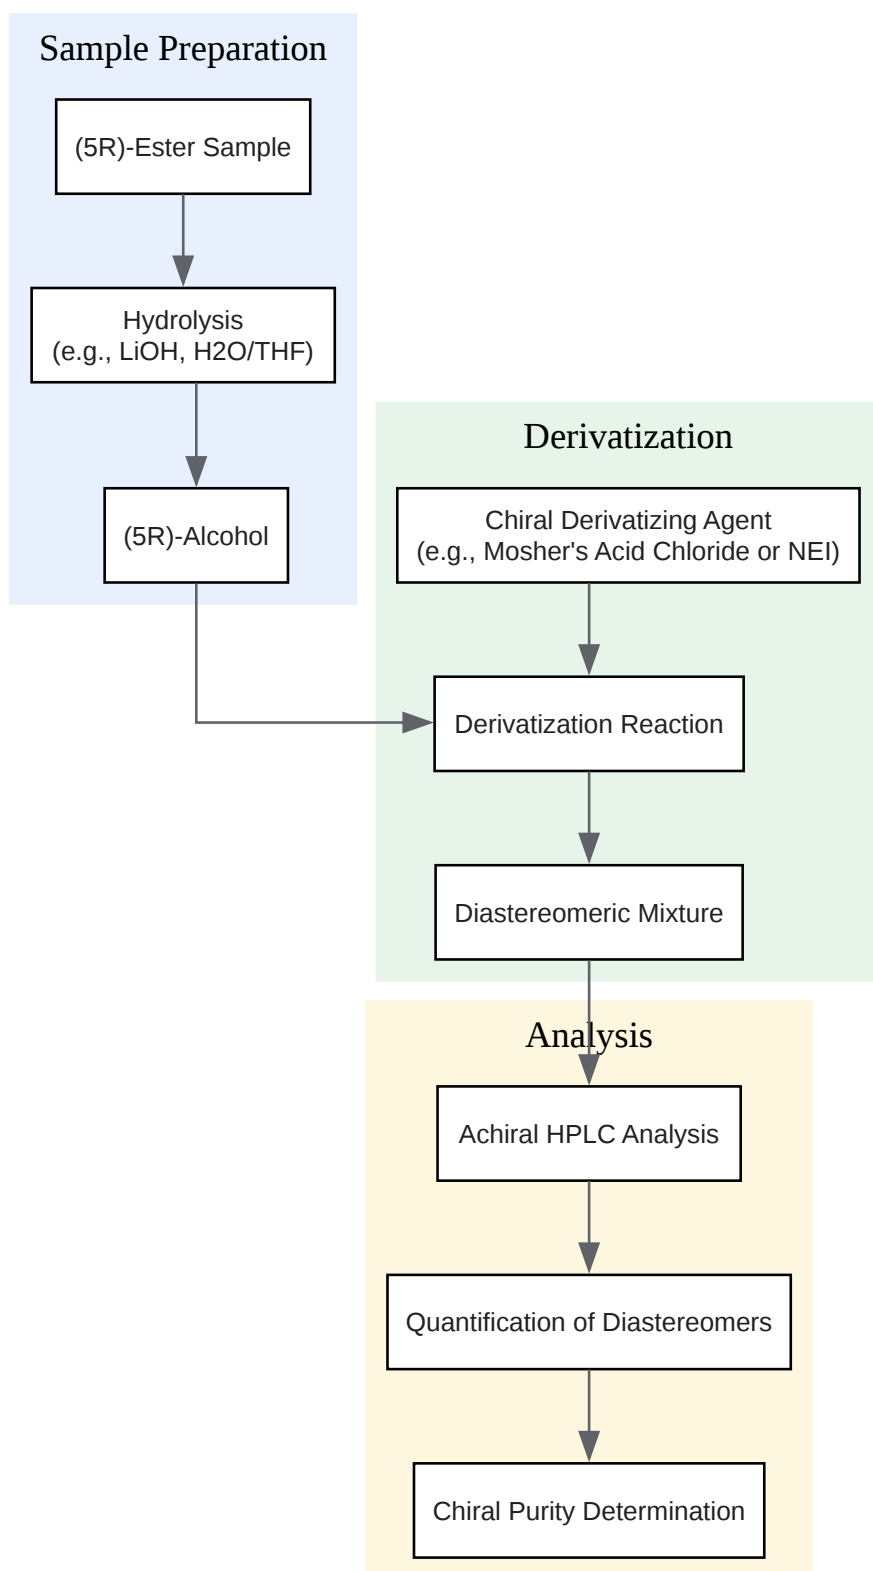 Sample Preparation
(5R)-Ester Sample
Hydrolysis
(e.g., LiOH, H2O/THF)
(5R)-Alcohol
Derivatization
Chiral Derivatizing Agent
(e.g., Mosher's Acid Chloride or NEI)
Derivatization Reaction
Diastereomeric Mixture
Analysis
Achiral HPLC Analysis
Quantification of Diastereomers
Chiral Purity Determination